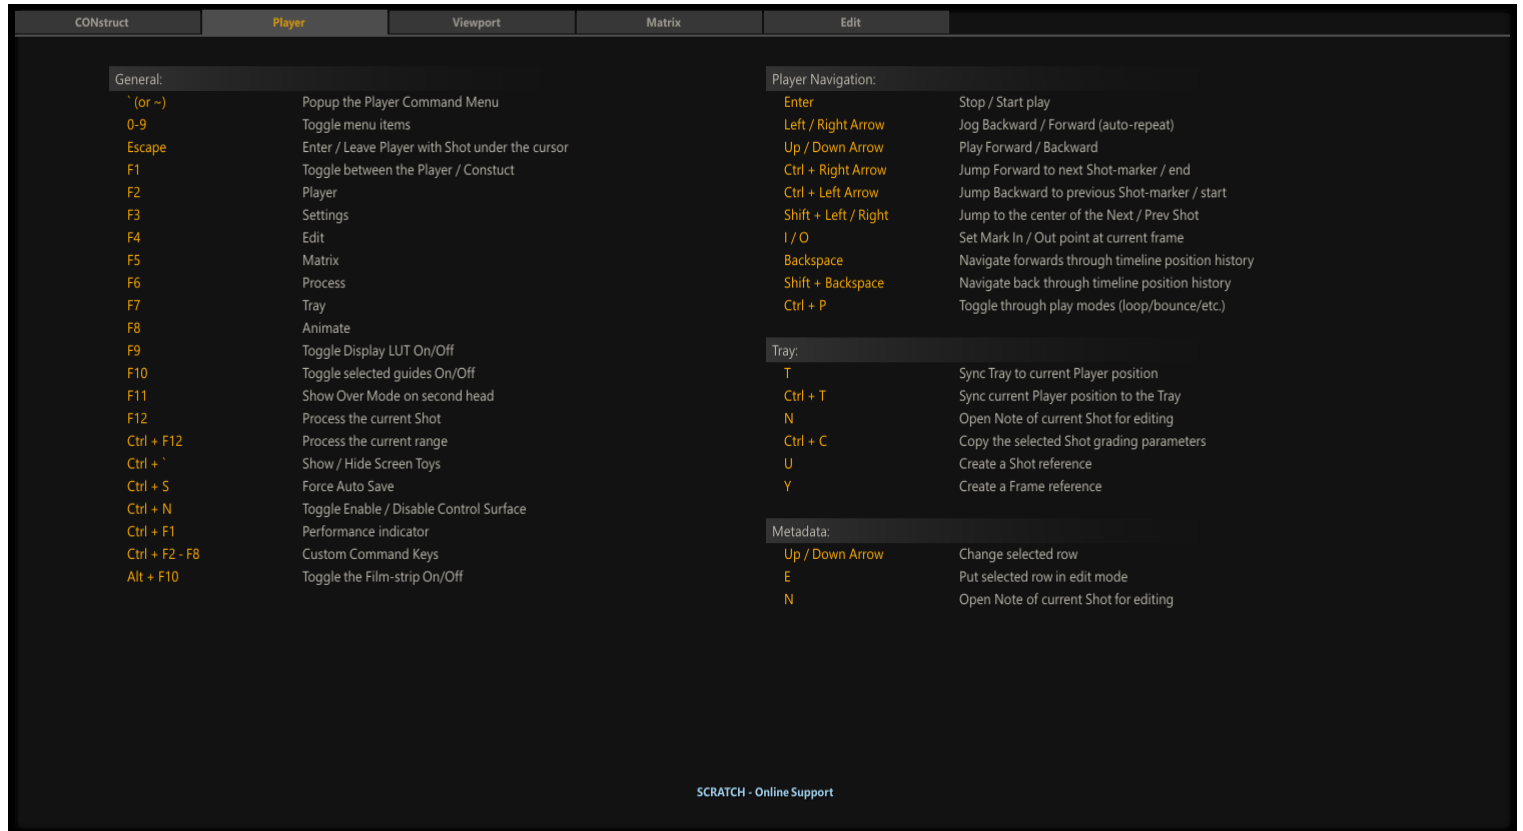 CONstruct Player Viewport Matrix Edit
General:
` (or ~) Popup the Player Command Menu
0-9 Toggle menu items
Escape Enter / Leave Player with Shot under the cursor
F1 Toggle between the Player / Constuct
F2 Player
F3 Settings
F4 Edit
F5 Matrix
F6 Process
F7 Tray
F8 Animate
F9 Toggle Display LUT On/Off
F10 Toggle selected guides On/Off
F11 Show Over Mode on second head
F12 Process the current Shot
Ctrl + F12 Process the current range
Ctrl + ` Show / Hide Screen Toys
Ctrl + S Force Auto Save
Ctrl + N Toggle Enable / Disable Control Surface
Ctrl + F1 Performance indicator
Ctrl + F2 - F8 Custom Command Keys
Alt + F10 Toggle the Film-strip On/Off
Player Navigation:
Enter Stop / Start play
Left / Right Arrow Jog Backward / Forward (auto-repeat)
Up / Down Arrow Play Forward / Backward
Ctrl + Right Arrow Jump Forward to next Shot-marker / end
Ctrl + Left Arrow Jump Backward to previous Shot-marker / start
Shift + Left / Right Jump to the center of the Next / Prev Shot
I / O Set Mark In / Out point at current frame
Backspace Navigate forwards through timeline position history
Shift + Backspace Navigate back through timeline position history
Ctrl + P Toggle through play modes (loop/bounce/etc.)
Tray:
T Sync Tray to current Player position
Ctrl + T Sync current Player position to the Tray
N Open Note of current Shot for editing
Ctrl + C Copy the selected Shot grading parameters
U Create a Shot reference
Y Create a Frame reference
Metadata:
Up / Down Arrow Change selected row
E Put selected row in edit mode
N Open Note of current Shot for editing
SCRATCH - Online Support